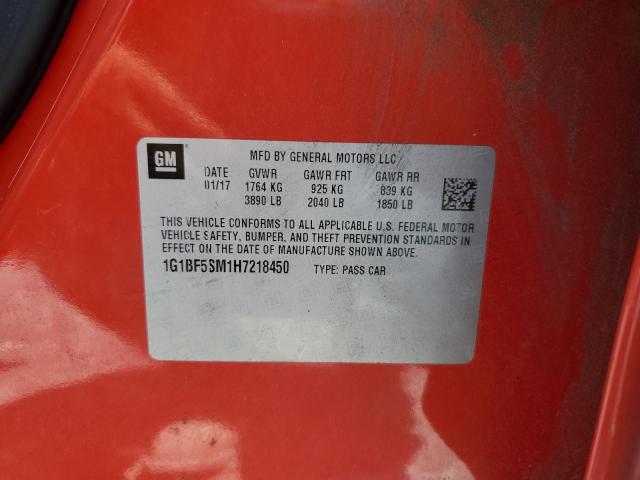 GM
MFD BY GENERAL MOTORS LLC
DATE GVWR GAWR FRT GAWR RR
01/17 1764 KG 925 KG 839 KG
3890 LB 2040 LB 1850 LB
THIS VEHICLE CONFORMS TO ALL APPLICABLE U.S. FEDERAL MOTOR
VEHICLE SAFETY, BUMPER, AND THEFT PREVENTION STANDARDS IN
EFFECT ON THE DATE OF MANUFACTURE SHOWN ABOVE.
1G1BF5SM1H7218450 TYPE: PASS CAR